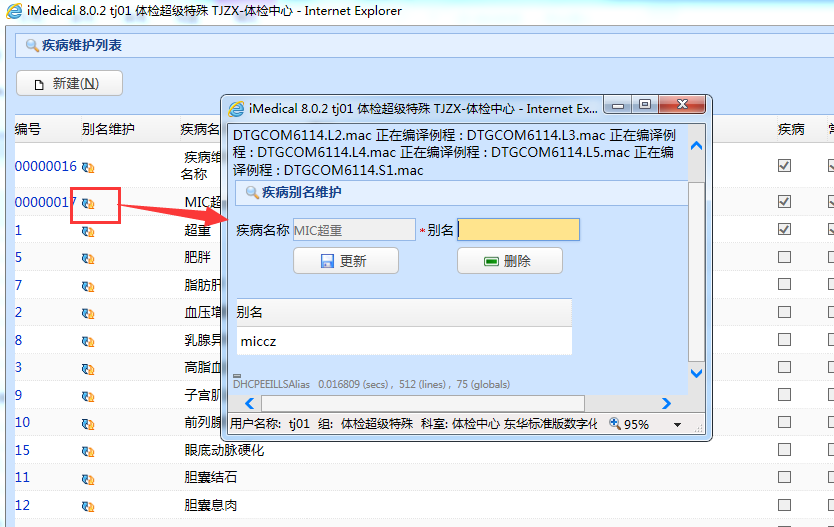 iMedical 8.0.2 tj01 体检超级特殊 TJZX-体检中心 - Internet Explorer
疾病维护列表
新建(N)
编号 别名维护 疾病名 疾病
00000016 疾病维 名称
00000017 MIC超
1 超重
5 肥胖
7 脂肪肝
2 血压增
8 乳腺异
3 高脂血
9 子宫肌
10 前列腺
15 眼底动脉硬化
11 胆囊结石
12 胆囊息肉
iMedical 8.0.2 tj01 体检超级特殊 TJZX-体检中心 - Internet Ex...
DTGCOM6114.L2.mac 正在编译例程 : DTGCOM6114.L3.mac 正在编译例
程 : DTGCOM6114.L4.mac 正在编译例程 : DTGCOM6114.L5.mac 正在编
译例程 : DTGCOM6114.S1.mac
疾病别名维护
疾病名称 MIC超重 *别名
更新 删除
别名
miccz
DHCPEEILLSAlias 0.016809 (secs) , 512 (lines) , 75 (globals)
用户名称: tj01 组: 体检超级特殊 科室: 体检中心 东华标准版数字化 95%